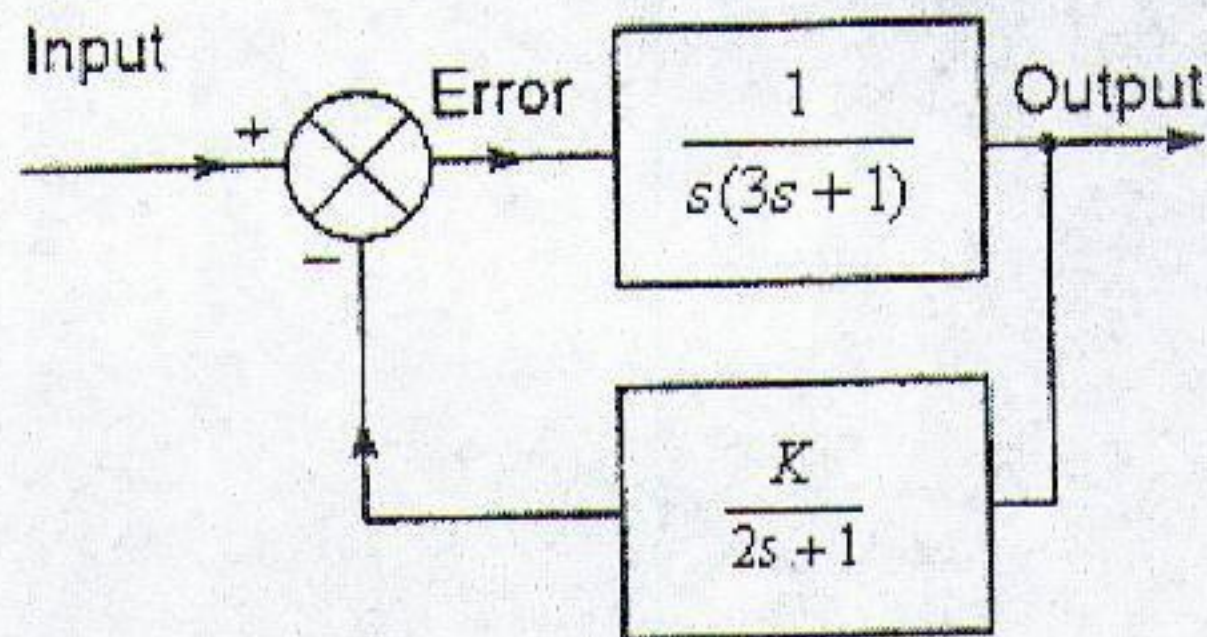 Input
+
Error
1
s(3s + 1)
Output
−
K
2s + 1